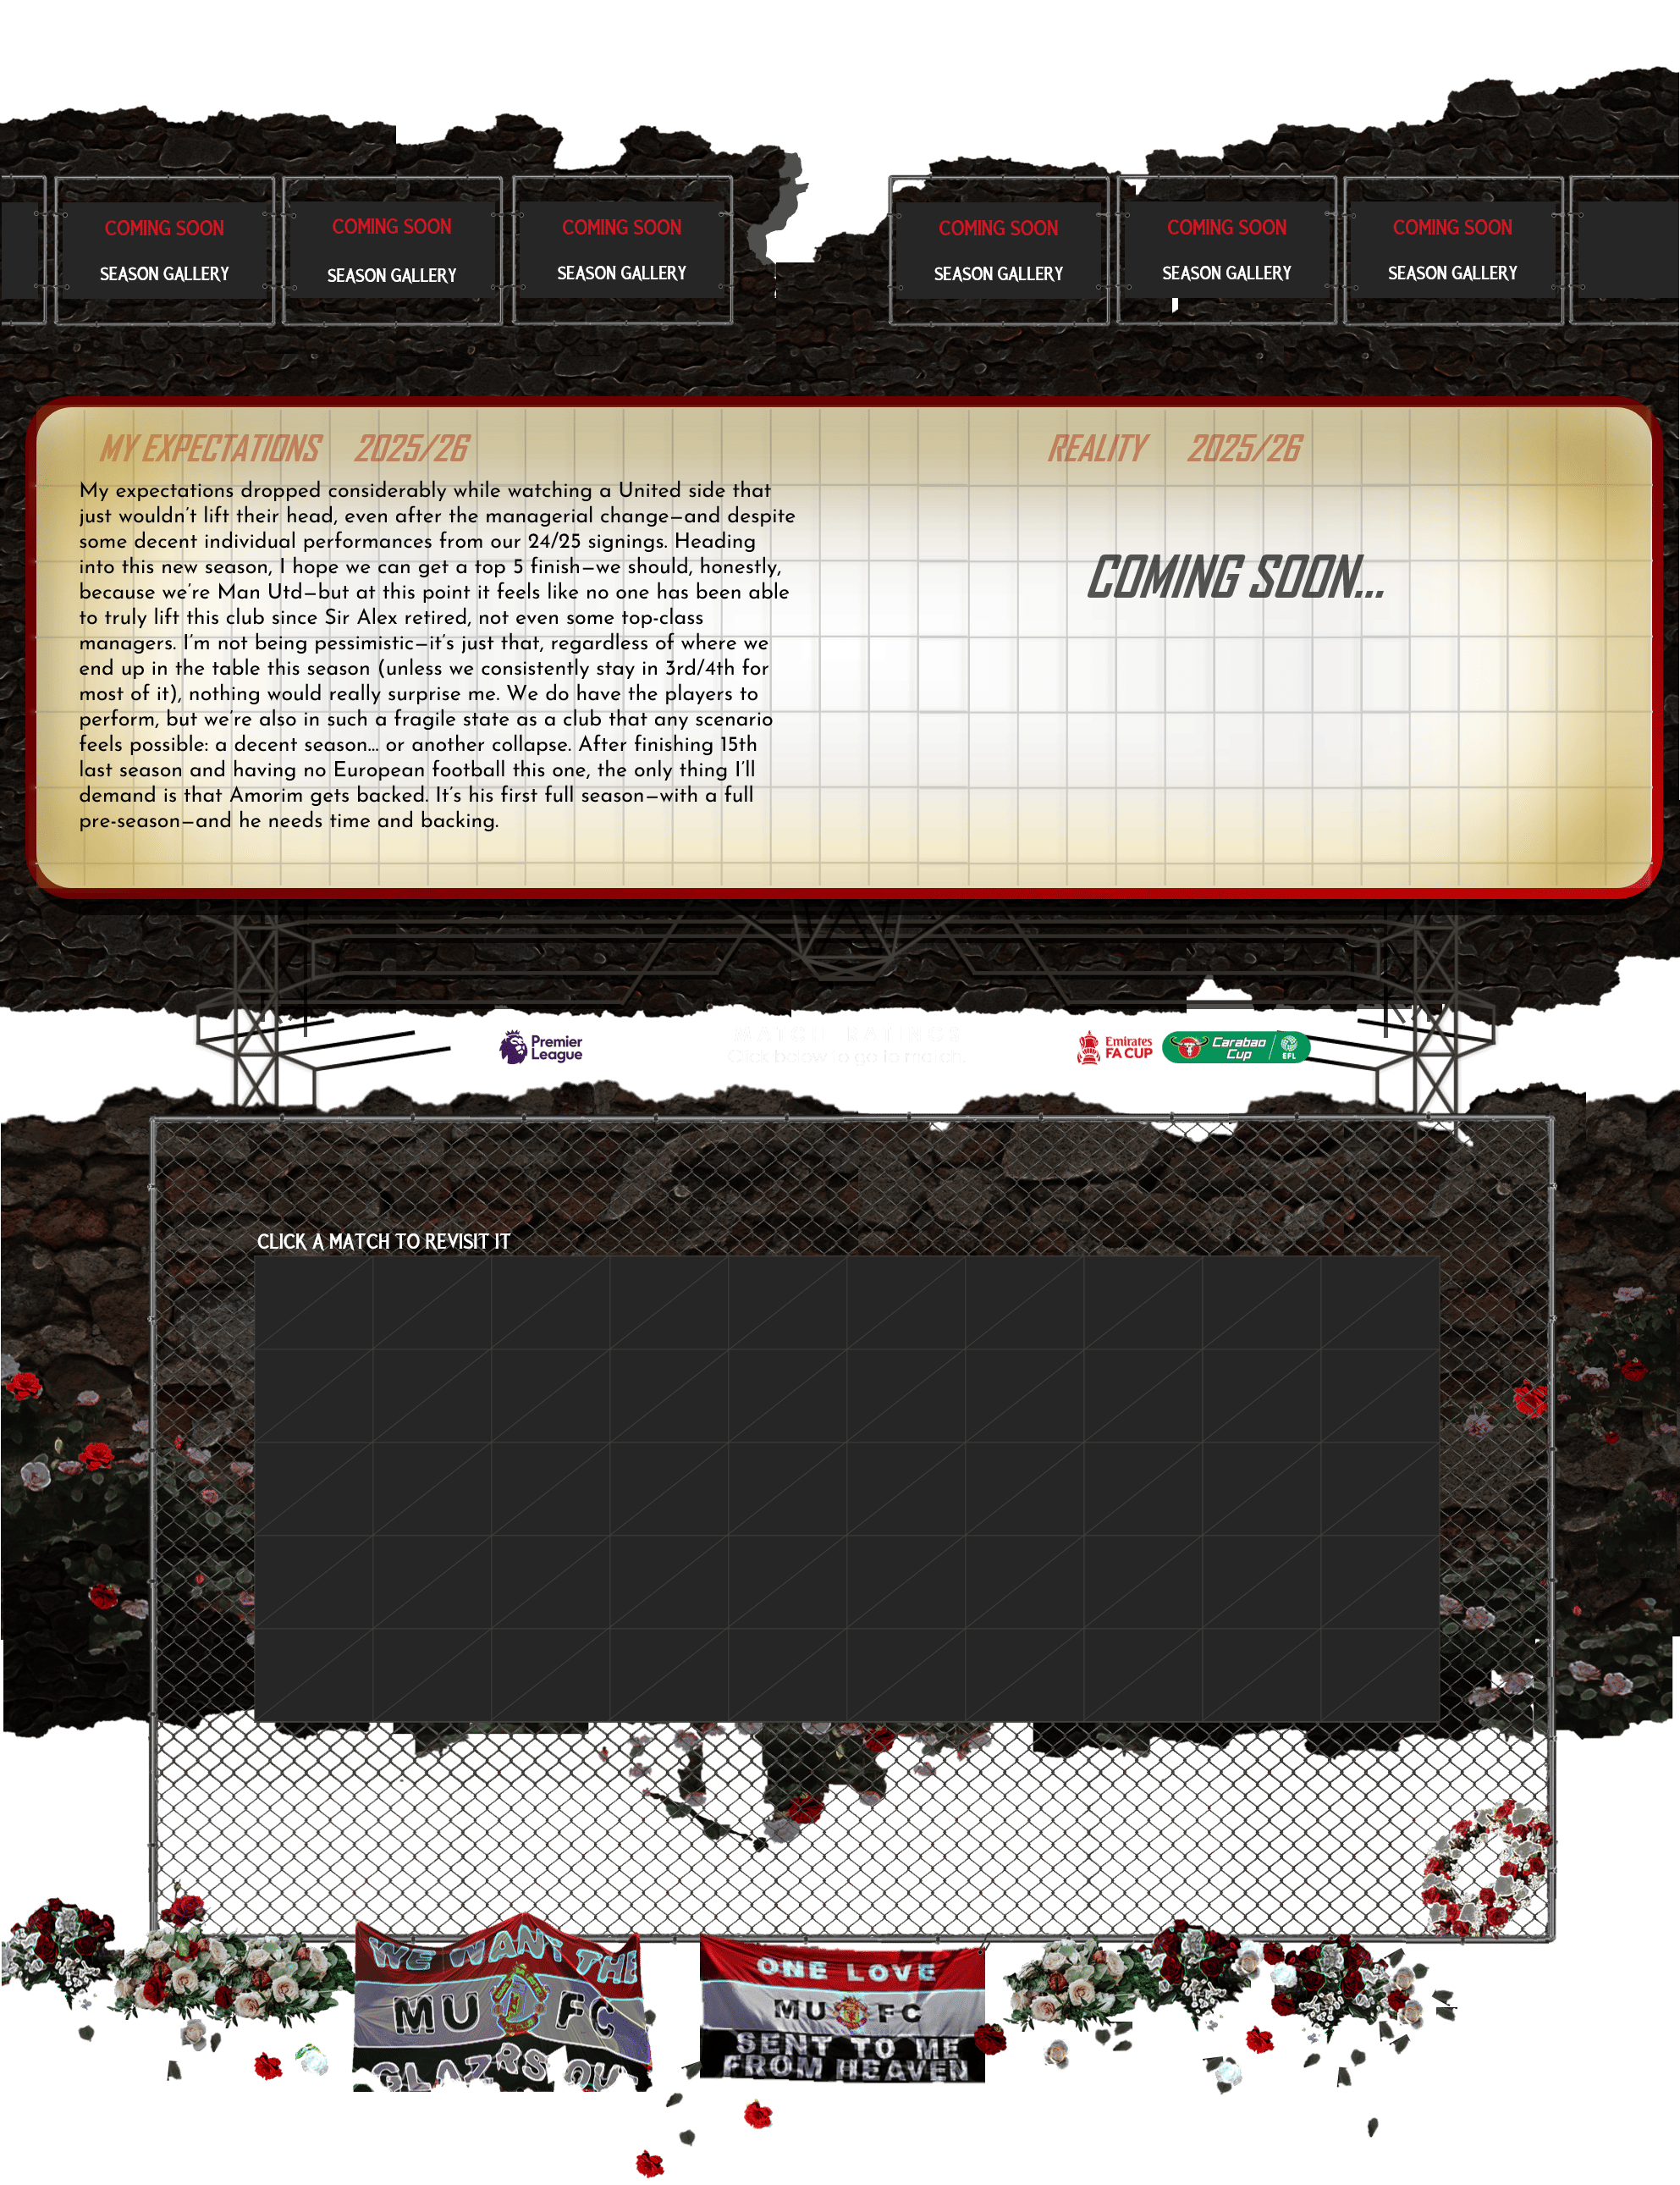 COMING SOON COMING SOON COMING SOON COMING SOON COMING SOON COMING SOON
SEASON GALLERY SEASON GALLERY SEASON GALLERY SEASON GALLERY SEASON GALLERY SEASON GALLERY
MY EXPECTATIONS 2025/26
My expectations dropped considerably while watching a United side that
just wouldn't lift their head, even after the managerial change—and despite
some decent individual performances from our 24/25 signings. Heading
into this new season, I hope we can get a top 5 finish—we should, honestly,
because we're Man Utd—but at this point it feels like no one has been able
to truly lift this club since Sir Alex retired, not even some top-class
managers. I'm not being pessimistic—it's just that, regardless of where we
end up in the table this season (unless we consistently stay in 3rd/4th for
most of it), nothing would really surprise me. We do have the players to
perform, but we're also in such a fragile state as a club that any scenario
feels possible: a decent season... or another collapse. After finishing 15th
last season and having no European football this one, the only thing I'll
demand is that Amorim gets backed. It's his first full season—with a full
pre-season—and he needs time and backing.
REALITY 2025/26
COMING SOON...
Premier
League
MATCH RATINGS
Click below to go to match.
Emirates
FA CUP
Carabao
Cup
EFL
CLICK A MATCH TO REVISIT IT
WE WANT THE
MU FC
GLAZRS OU
ONE LOVE
MU FC
SENT TO ME
FROM HEAVEN